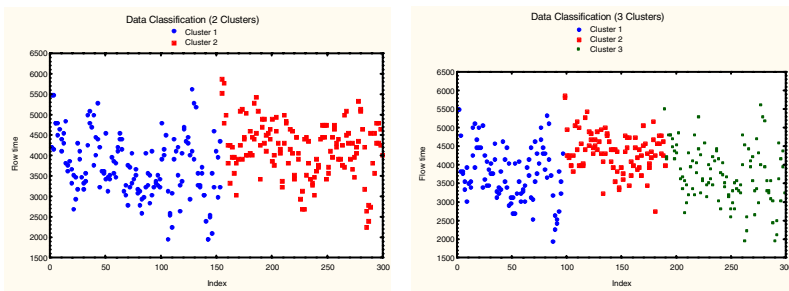 Data Classification (2 Clusters)
Cluster 1
Cluster 2
6500
6000
5500
5000
4500
4000
3500
3000
2500
2000
1500
Flow time
0 50 100 150 200 250 300
Index
Data Classification (3 Clusters)
Cluster 1
Cluster 2
Cluster 3
6500
6000
5500
5000
4500
4000
3500
3000
2500
2000
1500
Flow time
0 50 100 150 200 250 300
Index